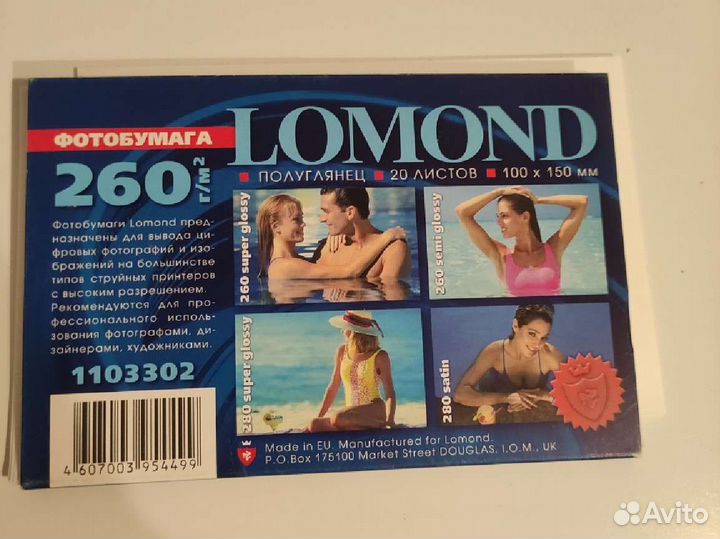 LOMOND
ФОТОБУМАГА
260 г/м²
ПОЛУГЛЯНЕЦ ▪ 20 ЛИСТОВ ▪ 100 x 150 мм
Фотобумаги Lomond пред-
назначены для вывода ци-
фровых фотографий и изо-
бражений на большинстве
типов струйных принтеров
с высоким разрешением.
Рекомендуются для про-
фессионального исполь-
зования фотографами, ди-
зайнерами, художниками.
1103302
4 607003 954499
260 super glossy
260 semi glossy
280 super glossy
280 satin
Made in EU. Manufactured for Lomond.
P.O.Box 175100 Market Street DOUGLAS, I.O.M., UK
Avito